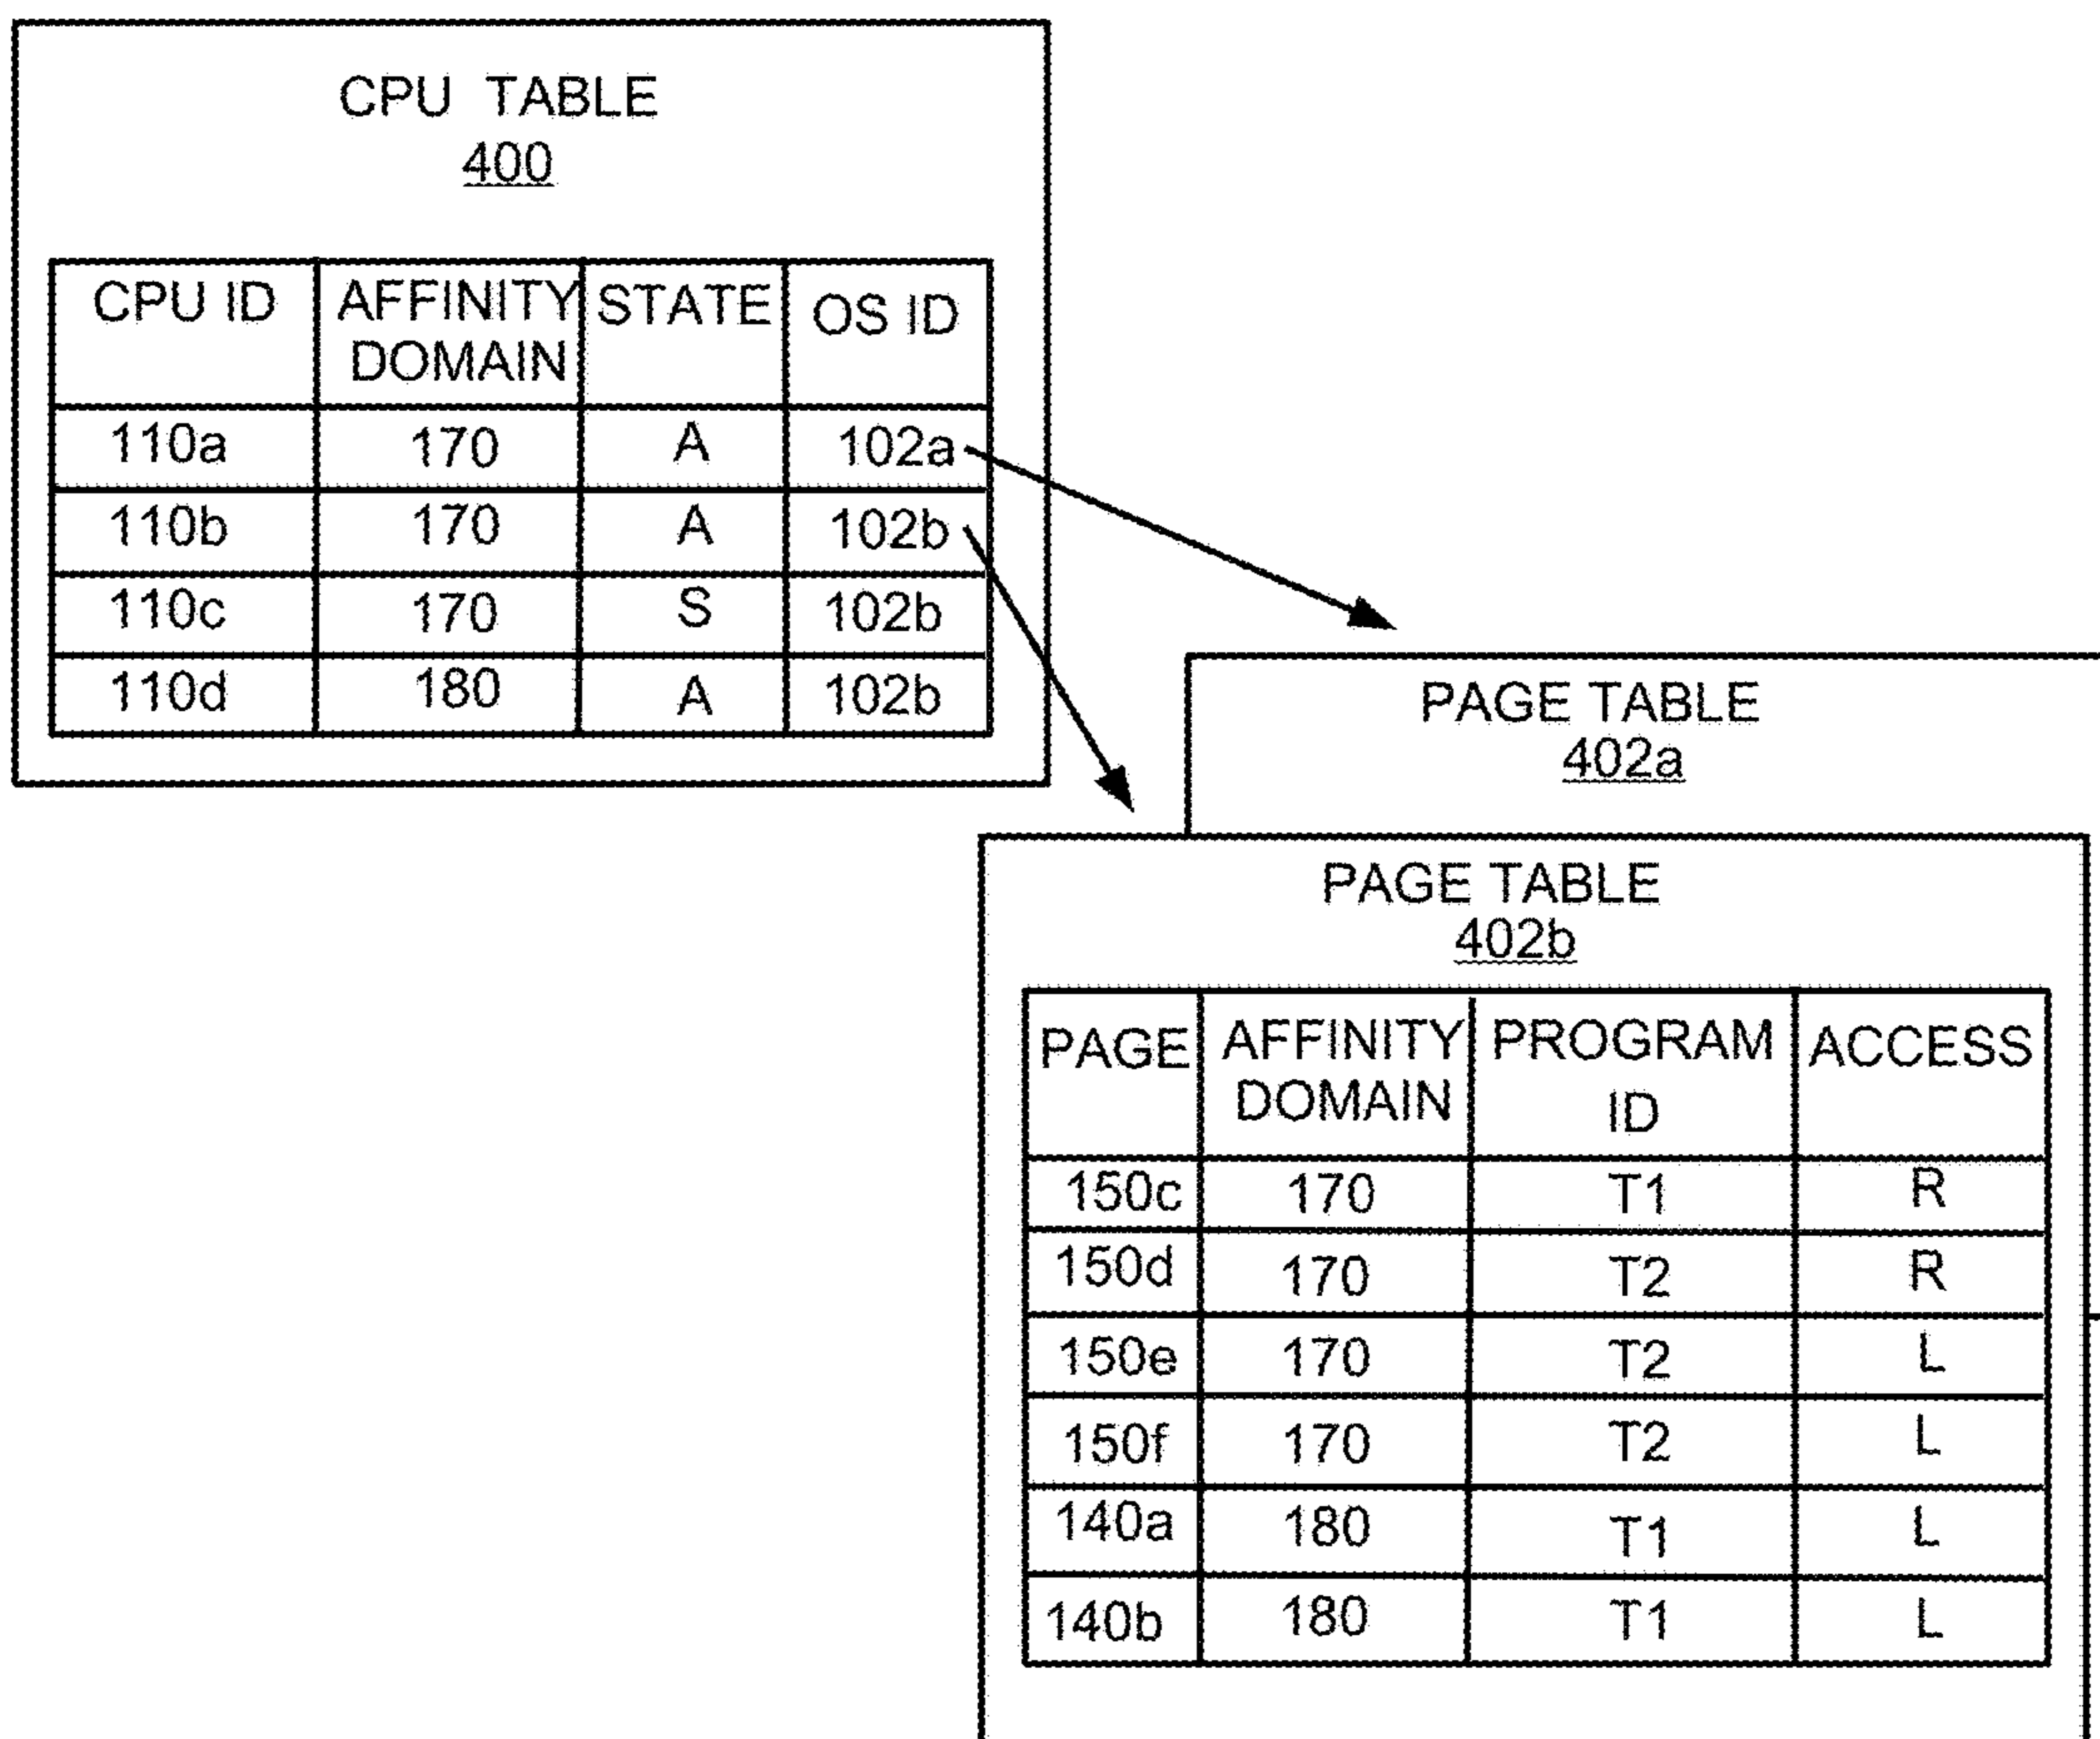 CPU TABLE
400
CPU ID AFFINITY DOMAIN STATE OS ID
110a 170 A 102a
110b 170 A 102b
110c 170 S 102b
110d 180 A 102b
PAGE TABLE
402a
PAGE TABLE
402b
PAGE AFFINITY DOMAIN PROGRAM ID ACCESS
150c 170 T1 R
150d 170 T2 R
150e 170 T2 L
150f 170 T2 L
140a 180 T1 L
140b 180 T1 L